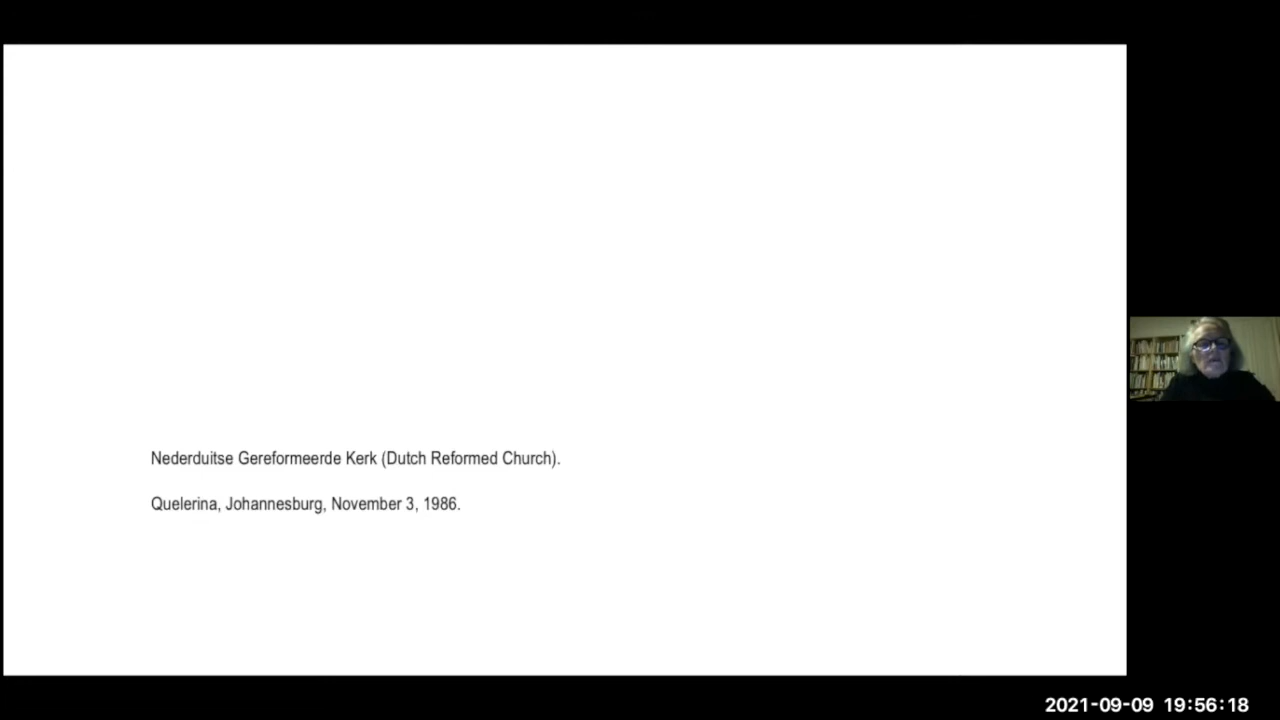 Nederduitse Gereformeerde Kerk (Dutch Reformed Church).
Quelerina, Johannesburg, November 3, 1986.
2021-09-09 19:56:18